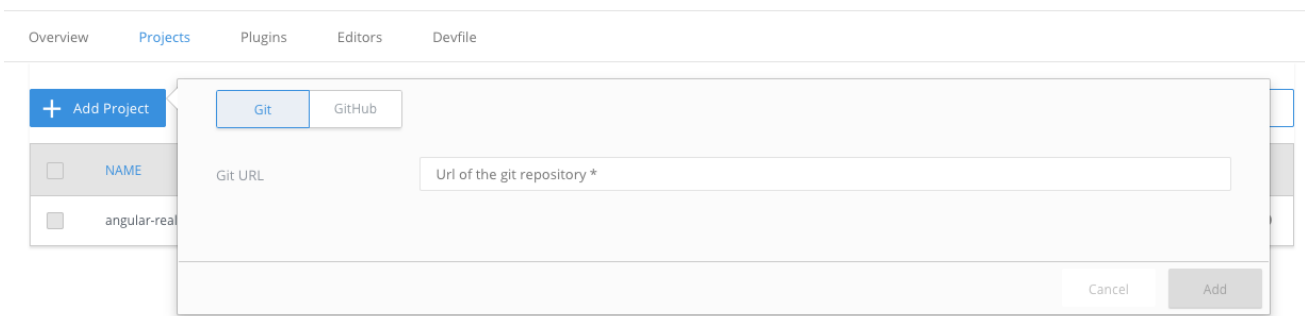 Overview Projects Plugins Editors Devfile
Add Project
Git GitHub
NAME
Git URL Url of the git repository *
angular-real
Cancel Add